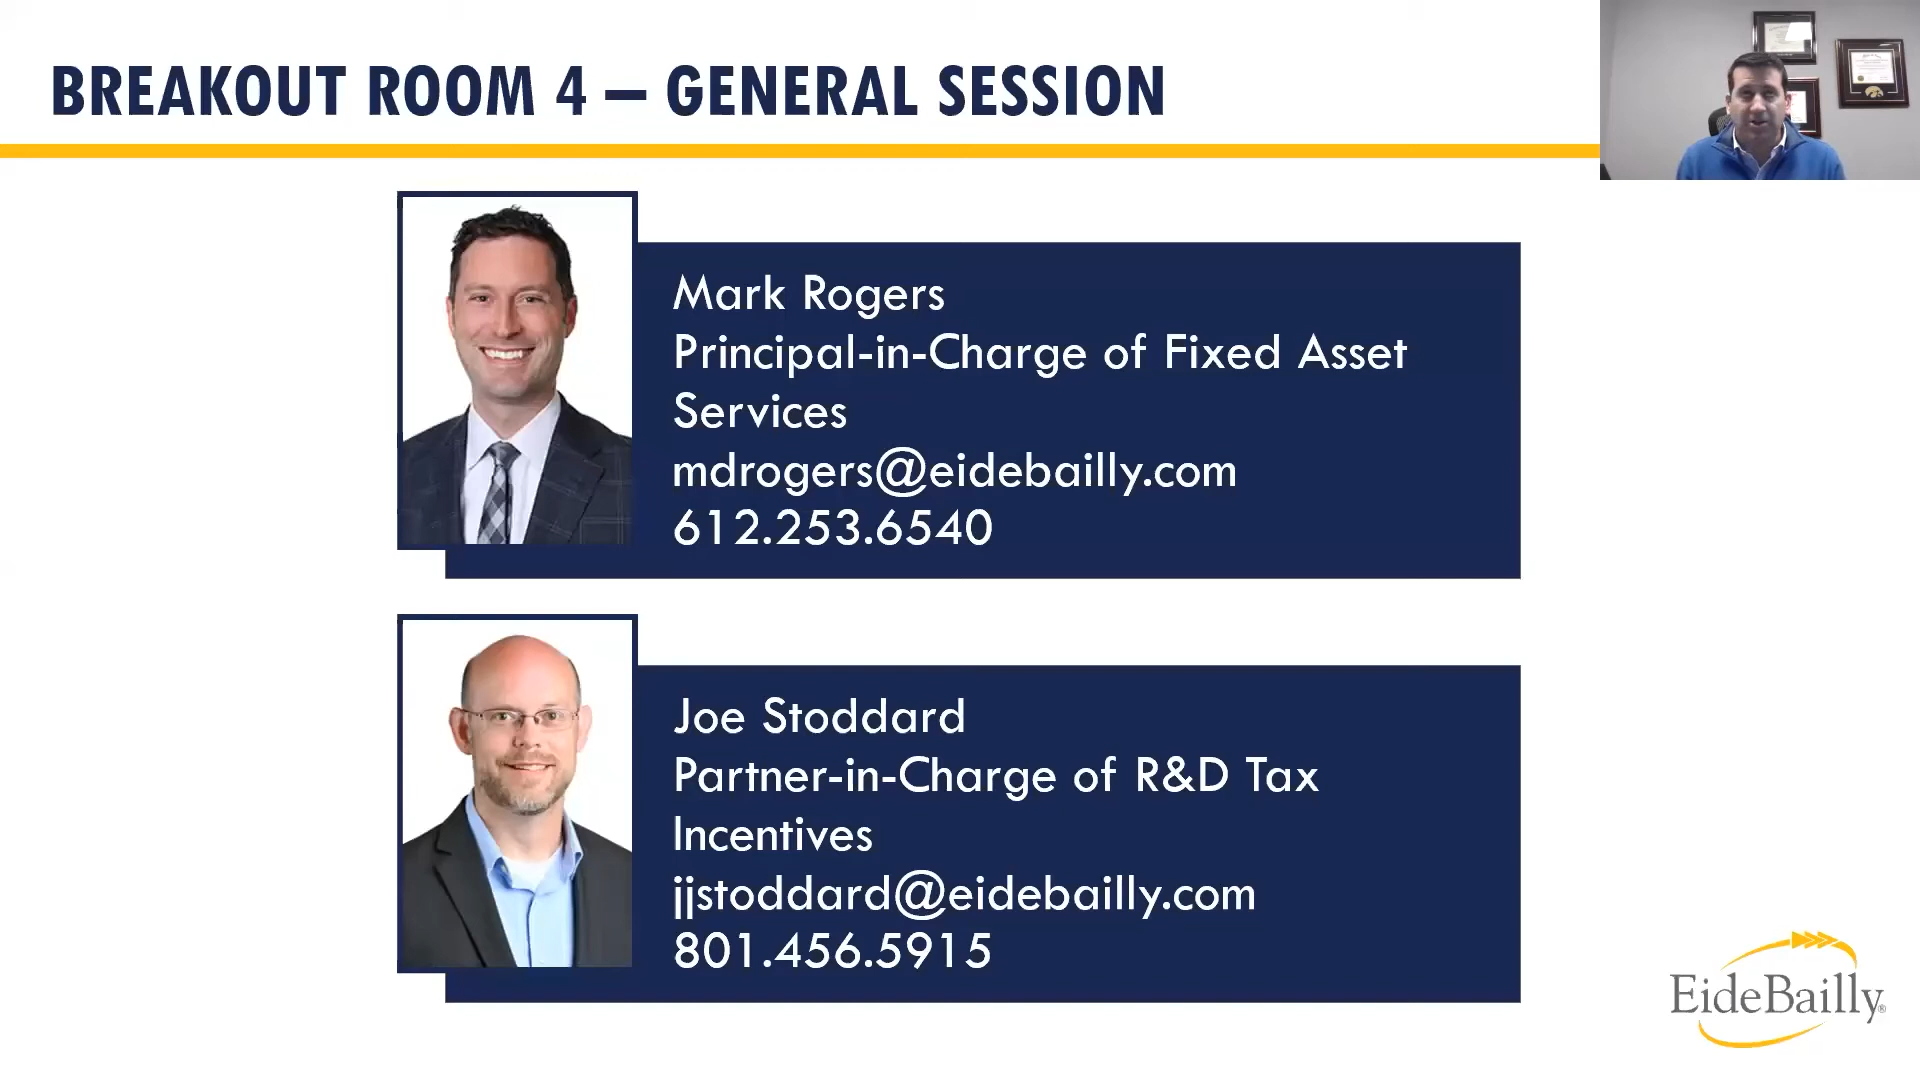 BREAKOUT ROOM 4 – GENERAL SESSION
Mark Rogers
Principal-in-Charge of Fixed Asset
Services
mdrogers@eidebailly.com
612.253.6540
Joe Stoddard
Partner-in-Charge of R&D Tax
Incentives
jjstoddard@eidebailly.com
801.456.5915
EideBailly®